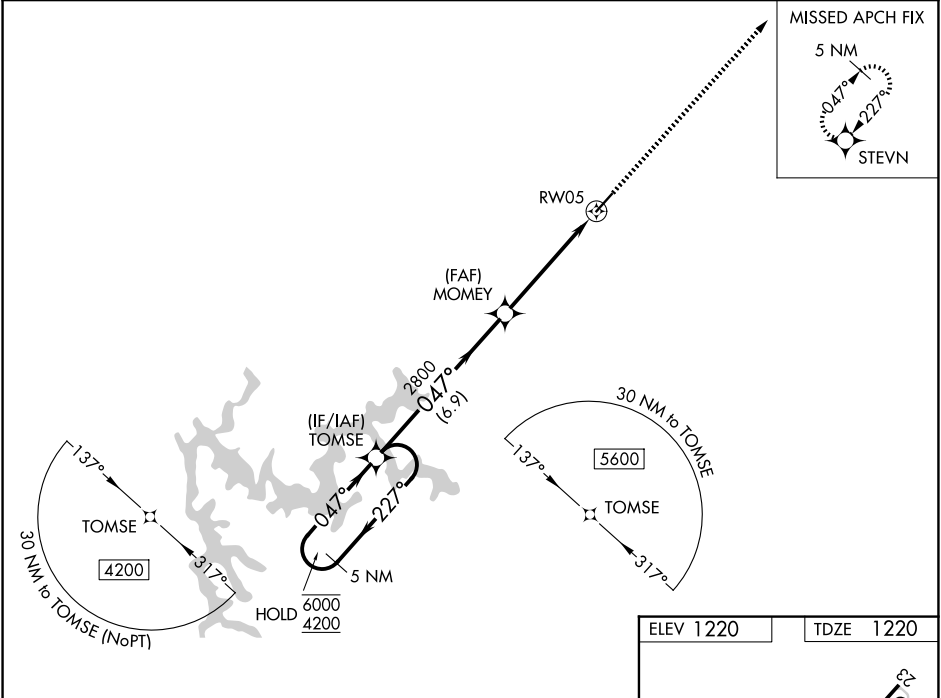 MISSED APCH FIX
5 NM
047°
227°
STEVN
RW05
(FAF)
MOMEY
2800
047°
(6.9)
(IF/IAF)
TOMSE
30 NM to TOMSE
137°
5600
TOMSE
317°
137°
TOMSE
4200
317°
30 NM to TOMSE (NoPT)
047°
227°
5 NM
HOLD
6000
4200
ELEV 1220
TDZE 1220
23